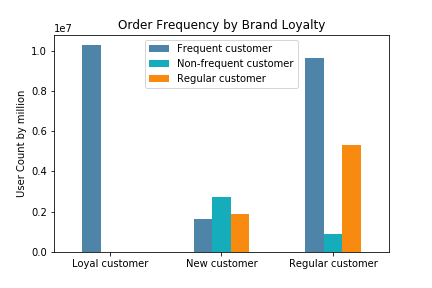 Order Frequency by Brand Loyalty
1e7
Frequent customer
Non-frequent customer
Regular customer
User Count by million
1.0
0.8
0.6
0.4
0.2
0.0
Loyal customer New customer Regular customer